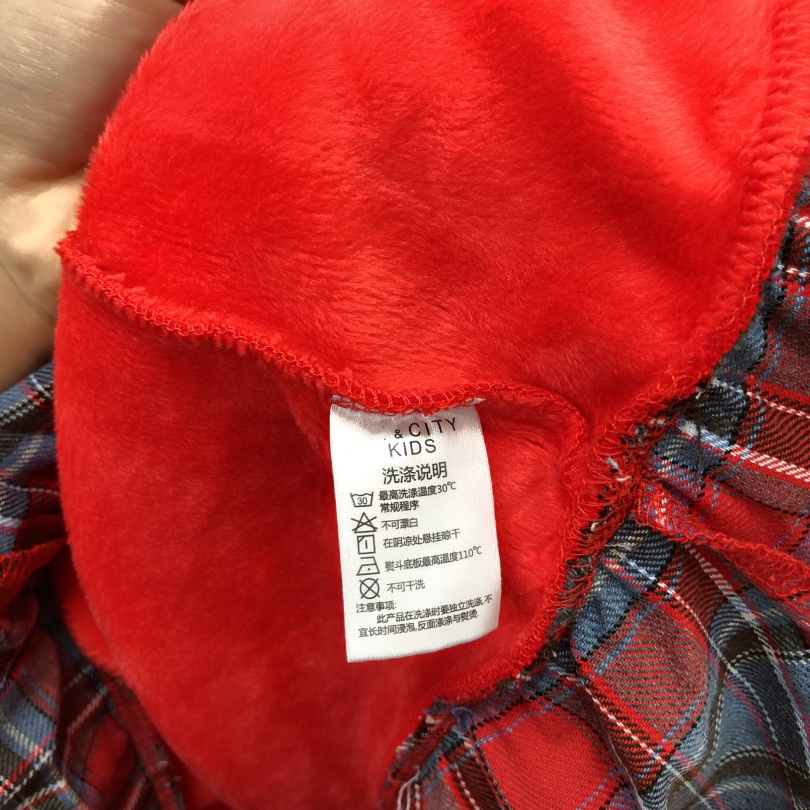 & CITY
KIDS
洗涤说明
30 最高洗涤温度30℃
常规程序
不可漂白
在阴凉处悬挂晾干
熨斗底板最高温度110℃
不可干洗
注意事项:
此产品在洗涤时要独立洗涤,不
宜长时间浸泡,反面涤涤与熨烫.